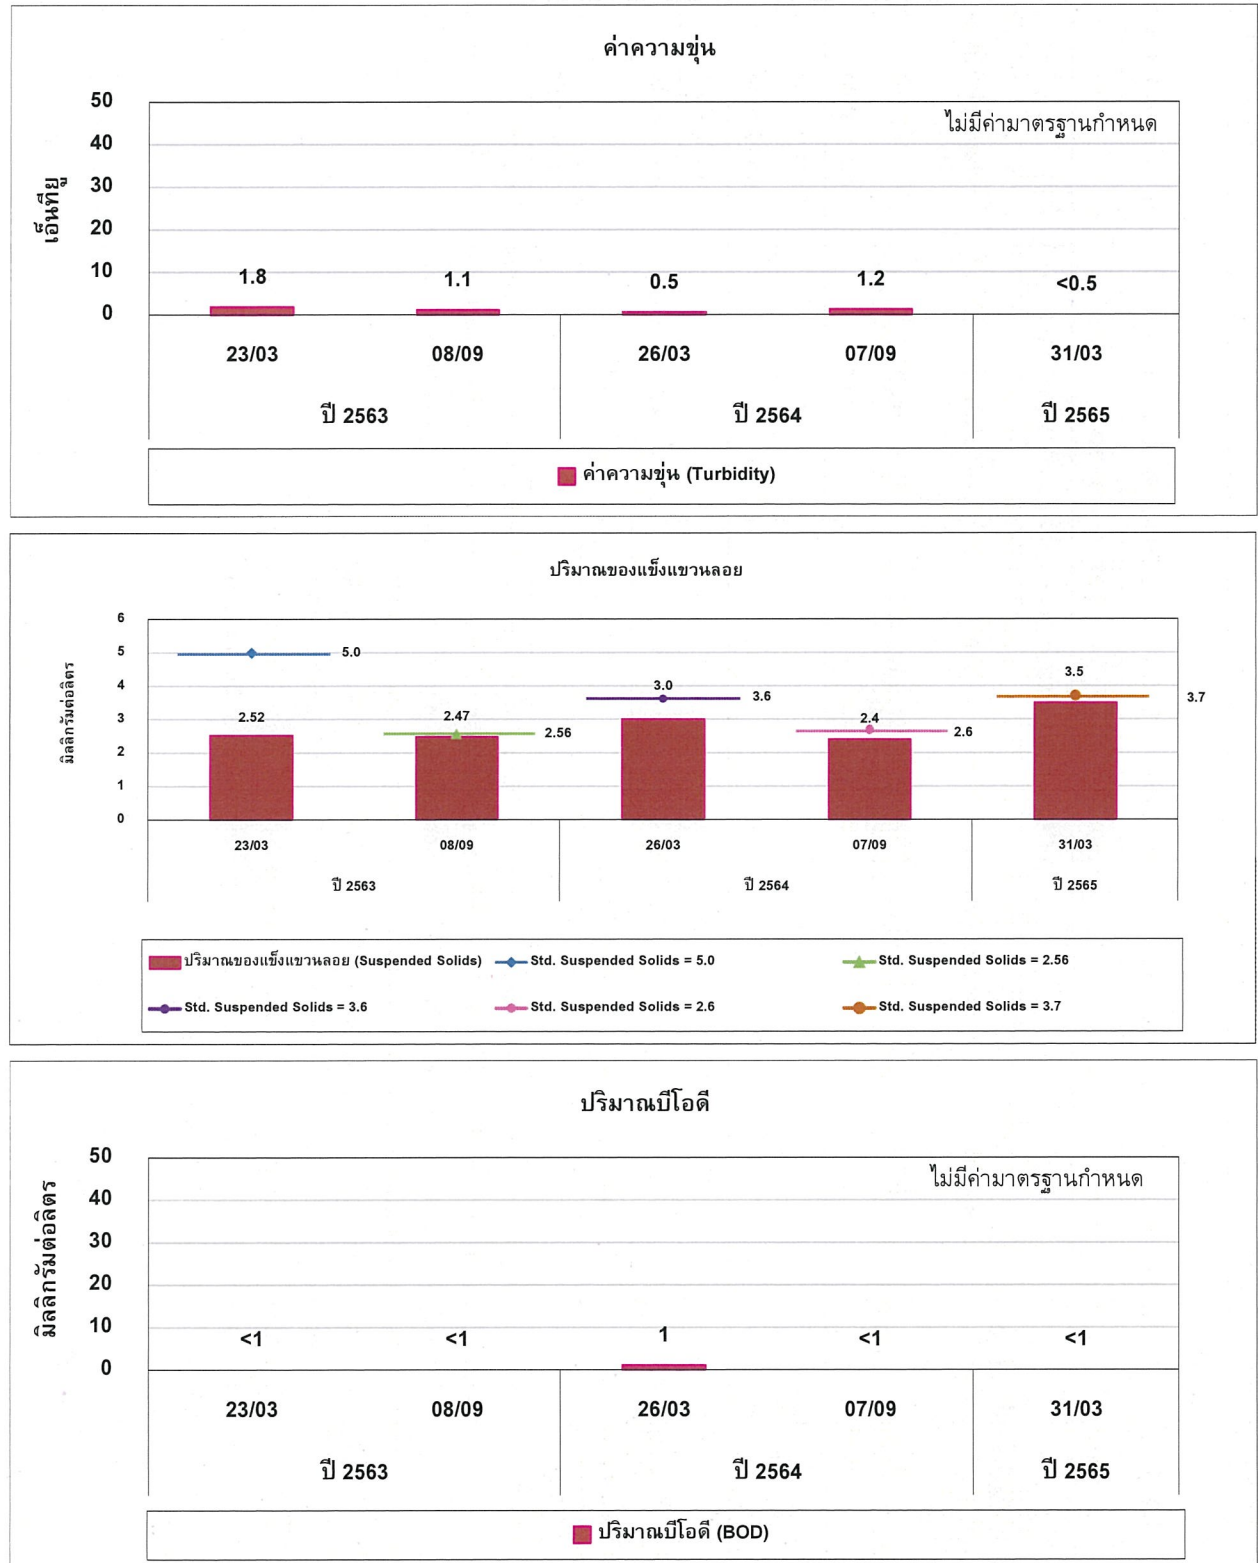 ค่าความขุ่น
ไม่มีค่ามาตรฐานกำหนด
เอ็นทียู
50
40
30
20
10
0
1.8 1.1 0.5 1.2 <0.5
23/03 08/09 26/03 07/09 31/03
ปี 2563 ปี 2564 ปี 2565
ค่าความขุ่น (Turbidity)
ปริมาณของแข็งแขวนลอย
มิลลิกรัมต่อลิตร
6
5
4
3
2
1
0
5.0
2.52
2.47
2.56
3.0
3.6
2.4
2.6
3.5
3.7
23/03 08/09 26/03 07/09 31/03
ปี 2563 ปี 2564 ปี 2565
ปริมาณของแข็งแขวนลอย (Suspended Solids) Std. Suspended Solids = 5.0 Std. Suspended Solids = 2.56
Std. Suspended Solids = 3.6 Std. Suspended Solids = 2.6 Std. Suspended Solids = 3.7
ปริมาณบีโอดี
ไม่มีค่ามาตรฐานกำหนด
มิลลิกรัมต่อลิตร
50
40
30
20
10
0
<1 <1 1 <1 <1
23/03 08/09 26/03 07/09 31/03
ปี 2563 ปี 2564 ปี 2565
ปริมาณบีโอดี (BOD)